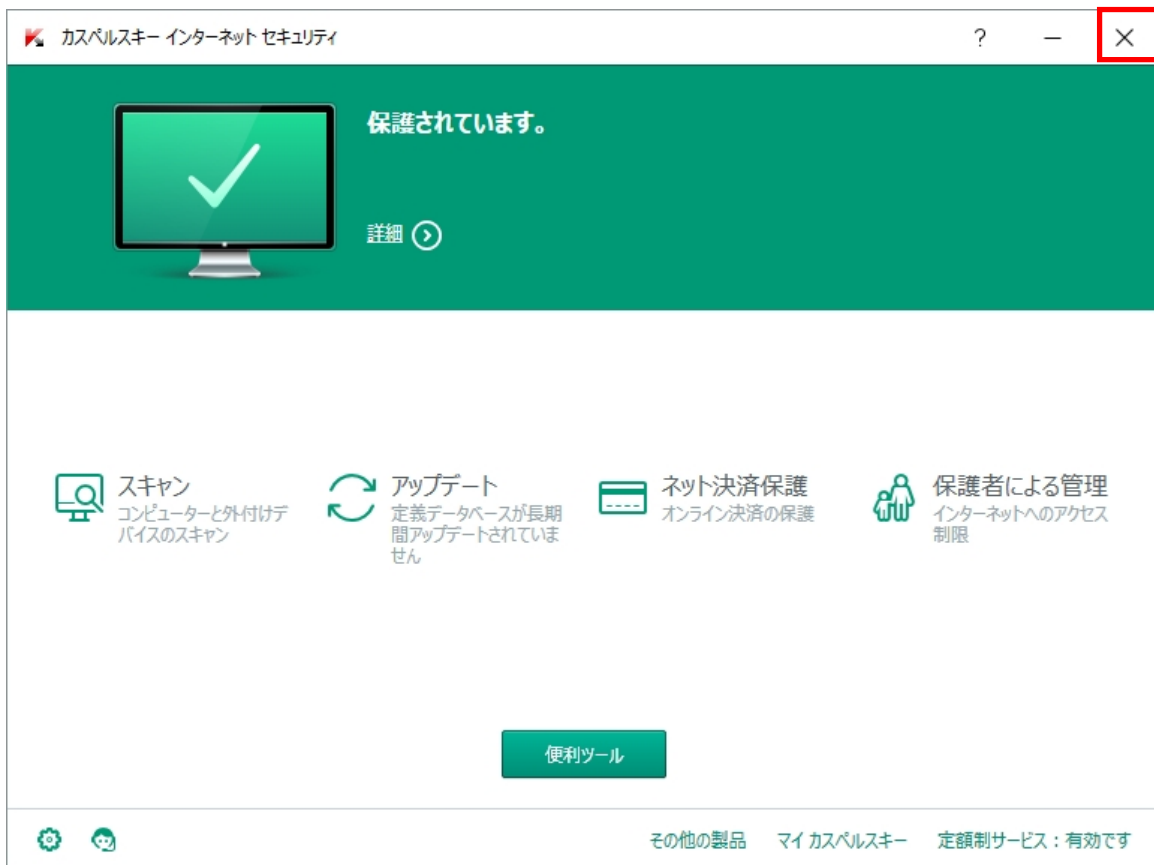 カスペルスキー インターネット セキュリティ
?
保護されています。
詳細
スキャン
コンピューターと外付けデ
バイスのスキャン
アップデート
定義データベースが長期
間アップデートされていま
せん
ネット決済保護
オンライン決済の保護
保護者による管理
インターネットへのアクセス
制限
便利ツール
その他の製品 マイ カスペルスキー 定額制サービス：有効です